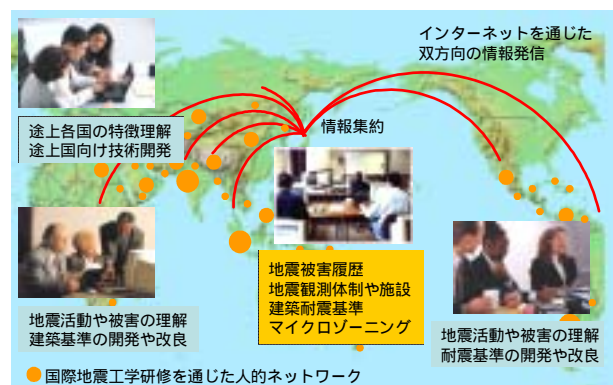 インターネットを通じた
双方向の情報発信
情報集約
途上各国の特徴理解
途上国向け技術開発
地震被害履歴
地震観測体制や施設
建築耐震基準
マイクロゾーニング
地震活動や被害の理解
建築基準の開発や改良
地震活動や被害の理解
耐震基準の開発や改良
国際地震工学研修を通じた人的ネットワーク